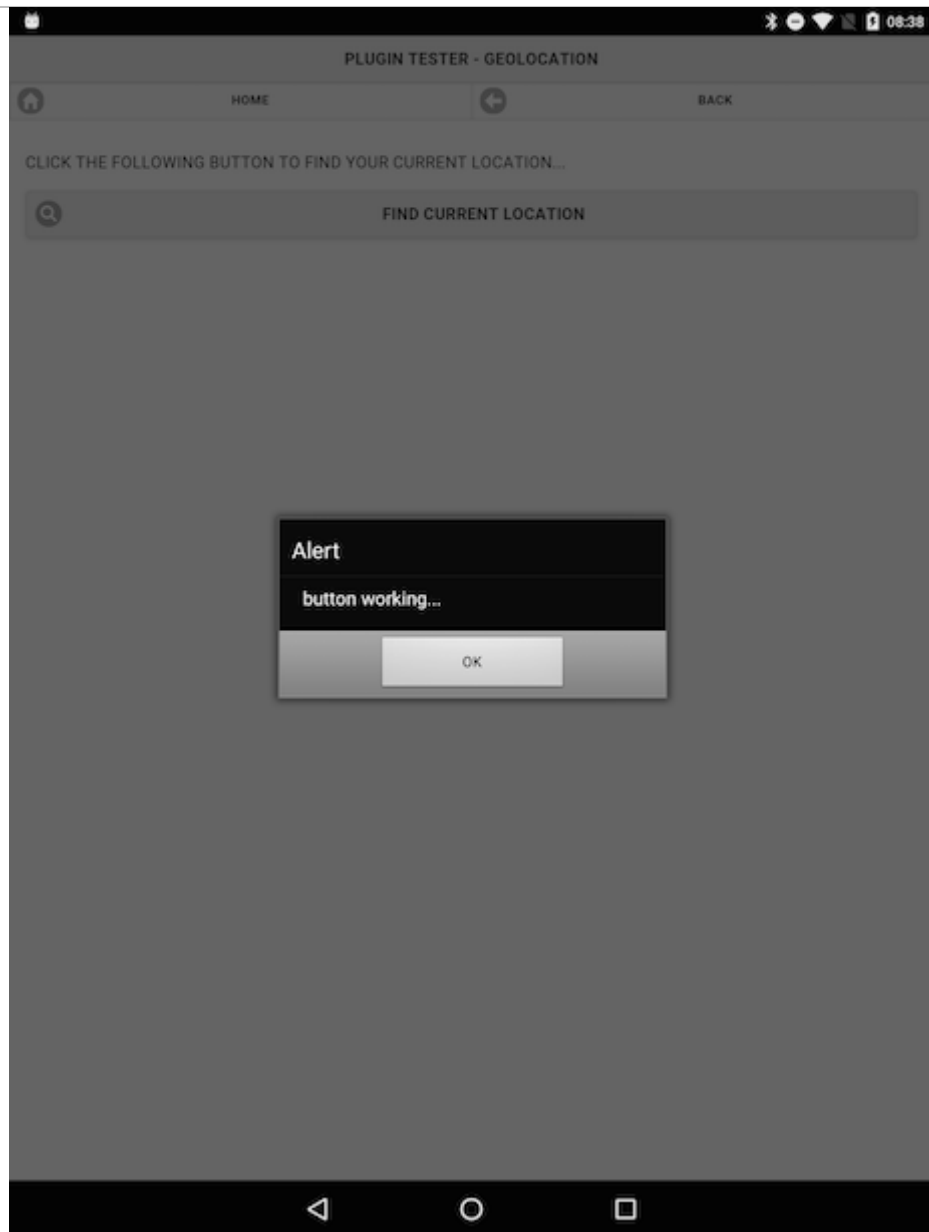 08:38
PLUGIN TESTER - GEOLOCATION
HOME BACK
CLICK THE FOLLOWING BUTTON TO FIND YOUR CURRENT LOCATION...
FIND CURRENT LOCATION
Alert
button working...
OK